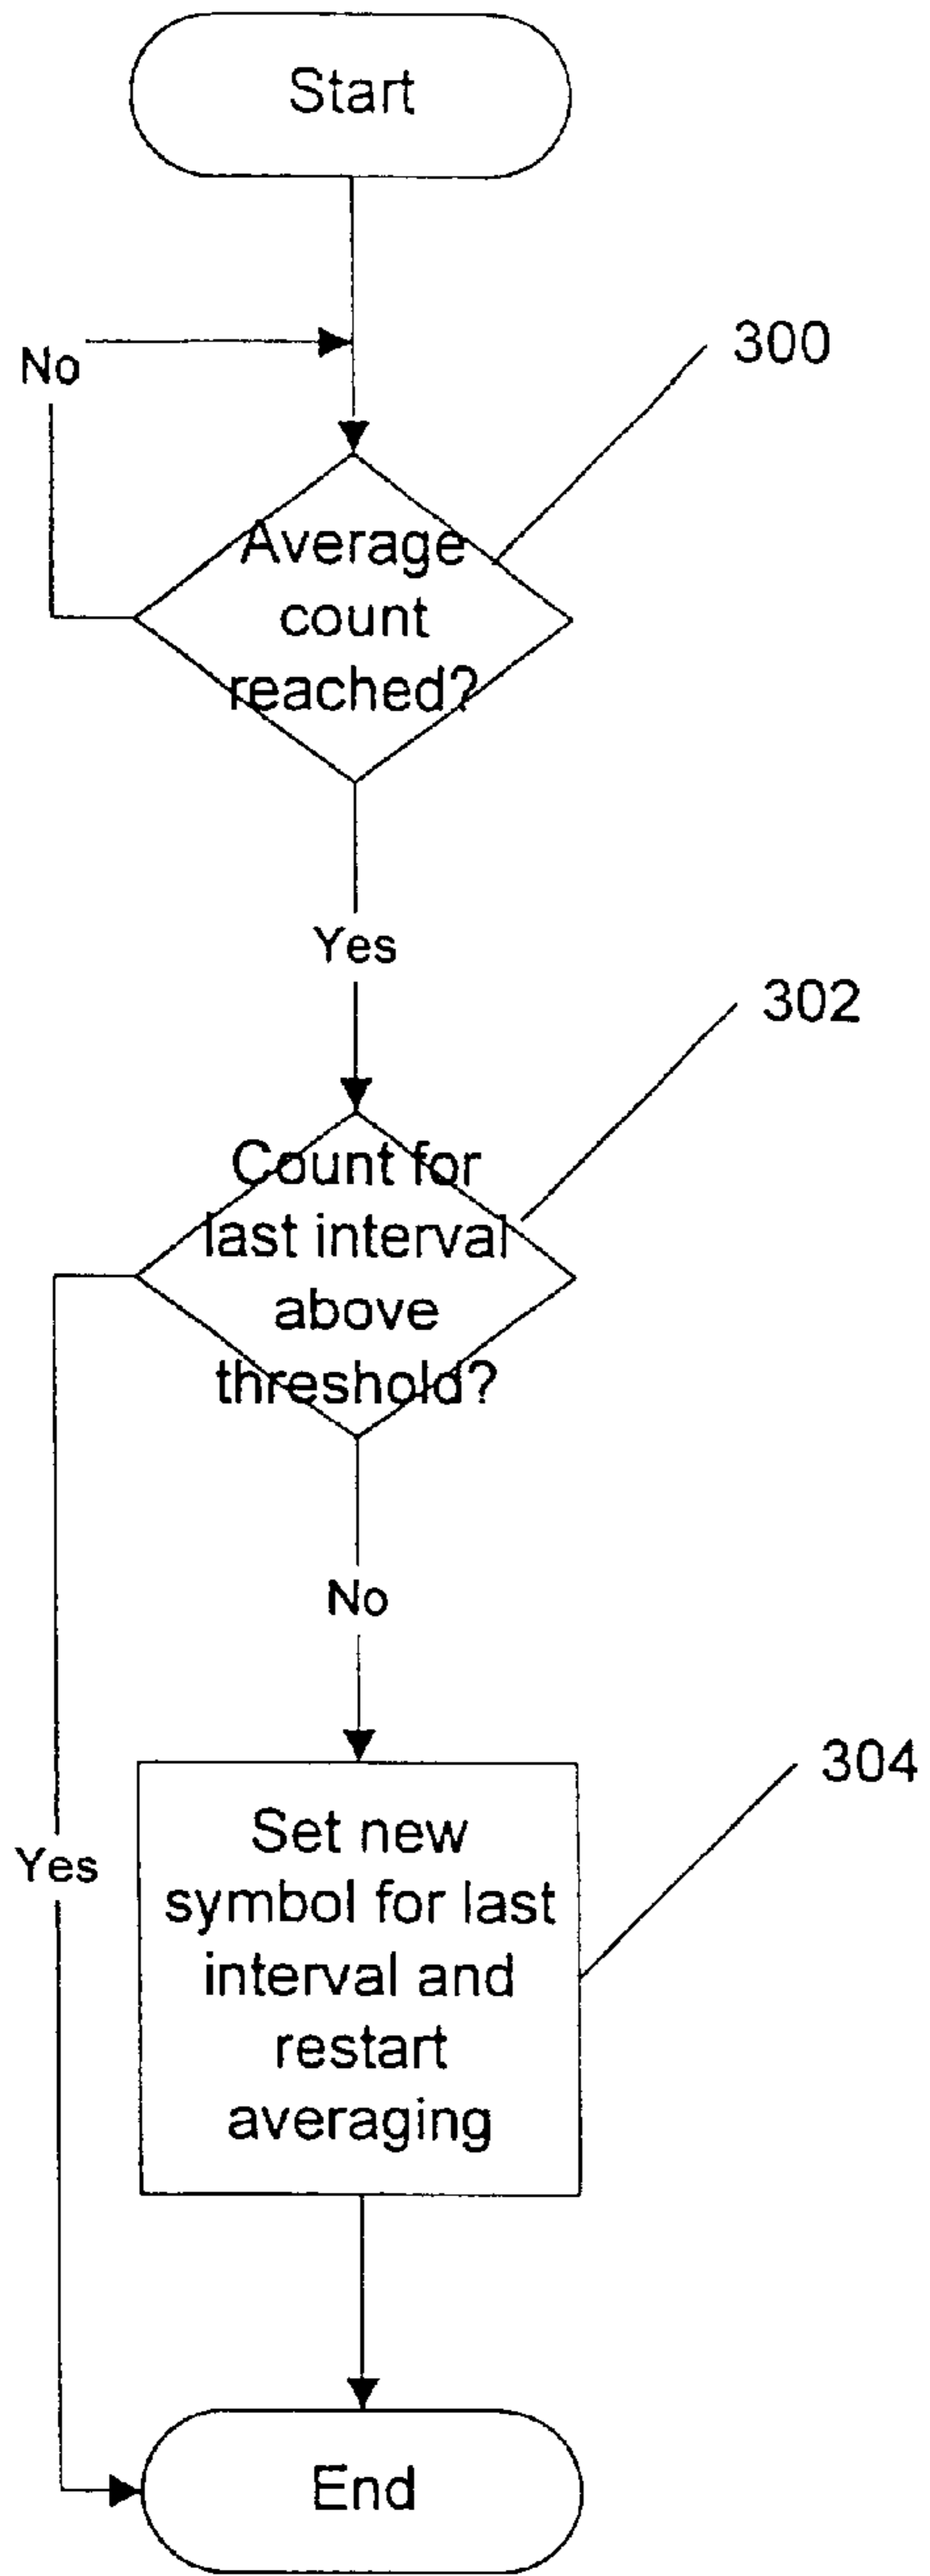 Start
No
300
Average
count
reached?
Yes
302
Count for
last interval
above
threshold?
No
304
Set new
symbol for last
interval and
restart
averaging
Yes
End